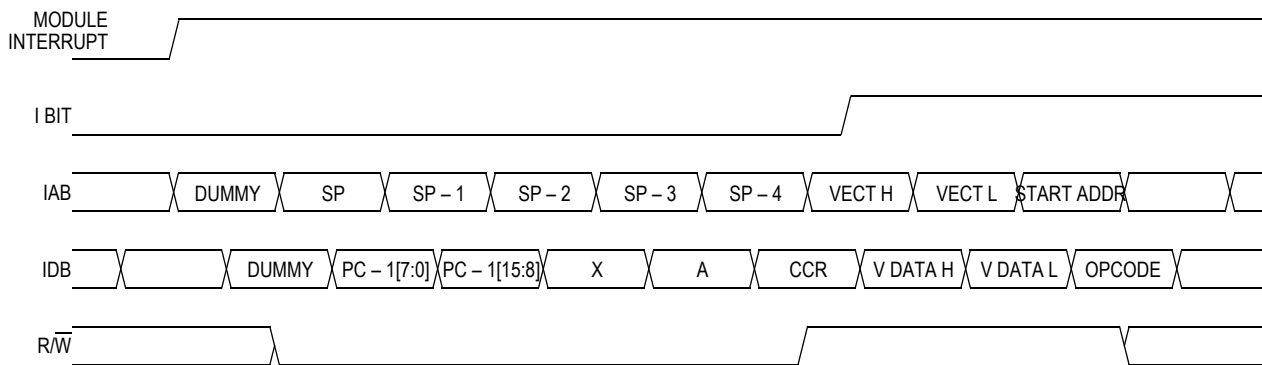 MODULE
INTERRUPT
I BIT
IAB DUMMY SP SP – 1 SP – 2 SP – 3 SP – 4 VECT H VECT L START ADDR
IDB DUMMY PC – 1[7:0] PC – 1[15:8] X A CCR V DATA H V DATA L OPCODE
R/W̅